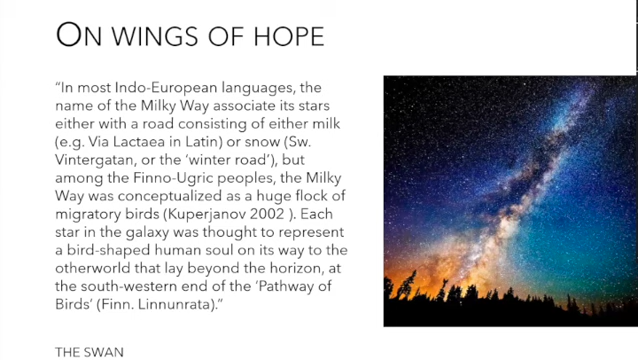 ON WINGS OF HOPE
“In most Indo-European languages, the
name of the Milky Way associate its stars
either with a road consisting of either milk
(e.g. Via Lactaea in Latin) or snow (Sw.
Vintergatan, or the ‘winter road’), but
among the Finno-Ugric peoples, the Milky
Way was conceptualized as a huge flock of
migratory birds (Kuperjanov 2002 ). Each
star in the galaxy was thought to represent
a bird-shaped human soul on its way to the
otherworld that lay beyond the horizon, at
the south-western end of the ‘Pathway of
Birds’ (Finn. Linnunrata).”
THE SWAN